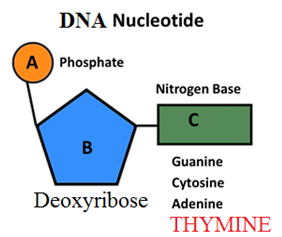 DNA Nucleotide
A
Phosphate
Nitrogen Base
C
B
Guanine
Cytosine
Adenine
Deoxyribose
THYMINE